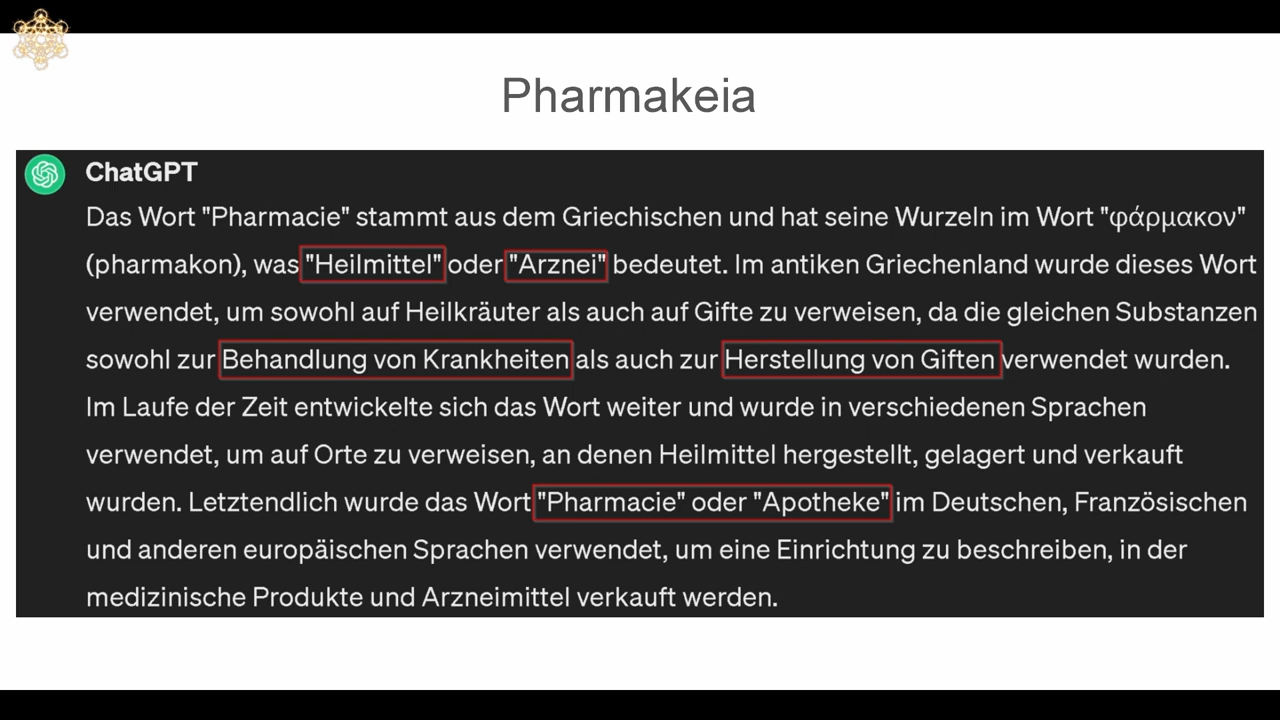 Pharmakeia
ChatGPT
Das Wort "Pharmacie" stammt aus dem Griechischen und hat seine Wurzeln im Wort "φάρμακον"
(pharmakon), was "Heilmittel" oder "Arznei" bedeutet. Im antiken Griechenland wurde dieses Wort
verwendet, um sowohl auf Heilkräuter als auch auf Gifte zu verweisen, da die gleichen Substanzen
sowohl zur Behandlung von Krankheiten als auch zur Herstellung von Giften verwendet wurden.
Im Laufe der Zeit entwickelte sich das Wort weiter und wurde in verschiedenen Sprachen
verwendet, um auf Orte zu verweisen, an denen Heilmittel hergestellt, gelagert und verkauft
wurden. Letztendlich wurde das Wort "Pharmacie" oder "Apotheke" im Deutschen, Französischen
und anderen europäischen Sprachen verwendet, um eine Einrichtung zu beschreiben, in der
medizinische Produkte und Arzneimittel verkauft werden.